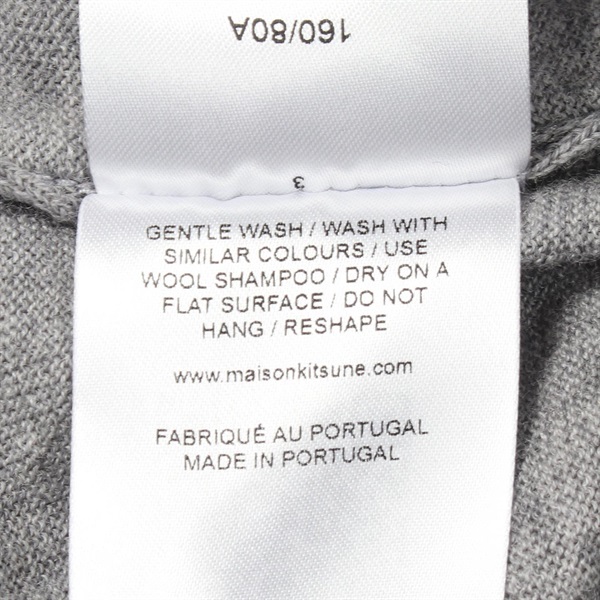 160/80A
3
GENTLE WASH / WASH WITH
SIMILAR COLOURS / USE
WOOL SHAMPOO / DRY ON A
FLAT SURFACE / DO NOT
HANG / RESHAPE
www.maisonkitsune.com
FABRIQUÉ AU PORTUGAL
MADE IN PORTUGAL